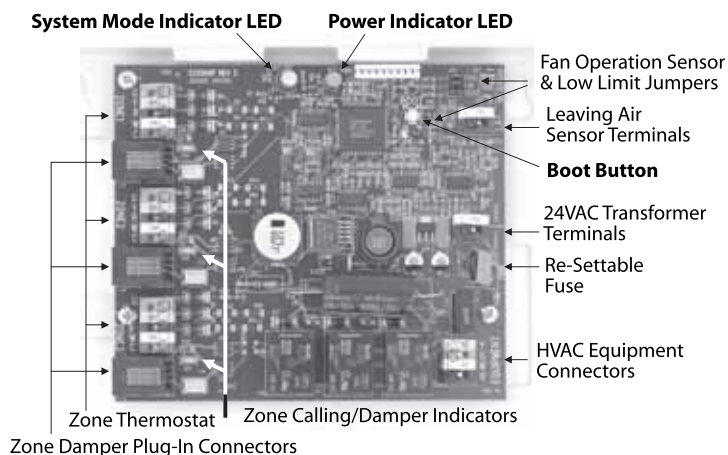 System Mode Indicator LED
Power Indicator LED
Fan Operation Sensor
& Low Limit Jumpers
Leaving Air
Sensor Terminals
Boot Button
24VAC Transformer
Terminals
Re-Settable
Fuse
HVAC Equipment
Connectors
Zone Thermostat
Zone Calling/Damper Indicators
Zone Damper Plug-In Connectors